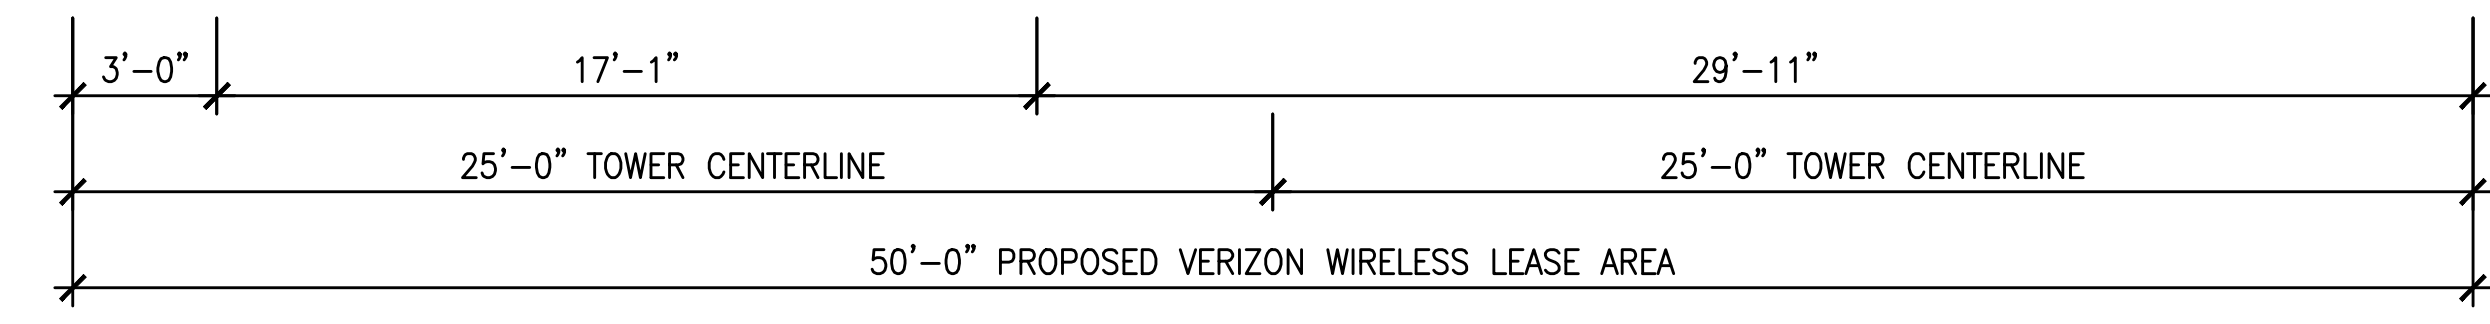 3'-0" 17'-1" 29'-11"
25'-0" TOWER CENTERLINE 25'-0" TOWER CENTERLINE
50'-0" PROPOSED VERIZON WIRELESS LEASE AREA